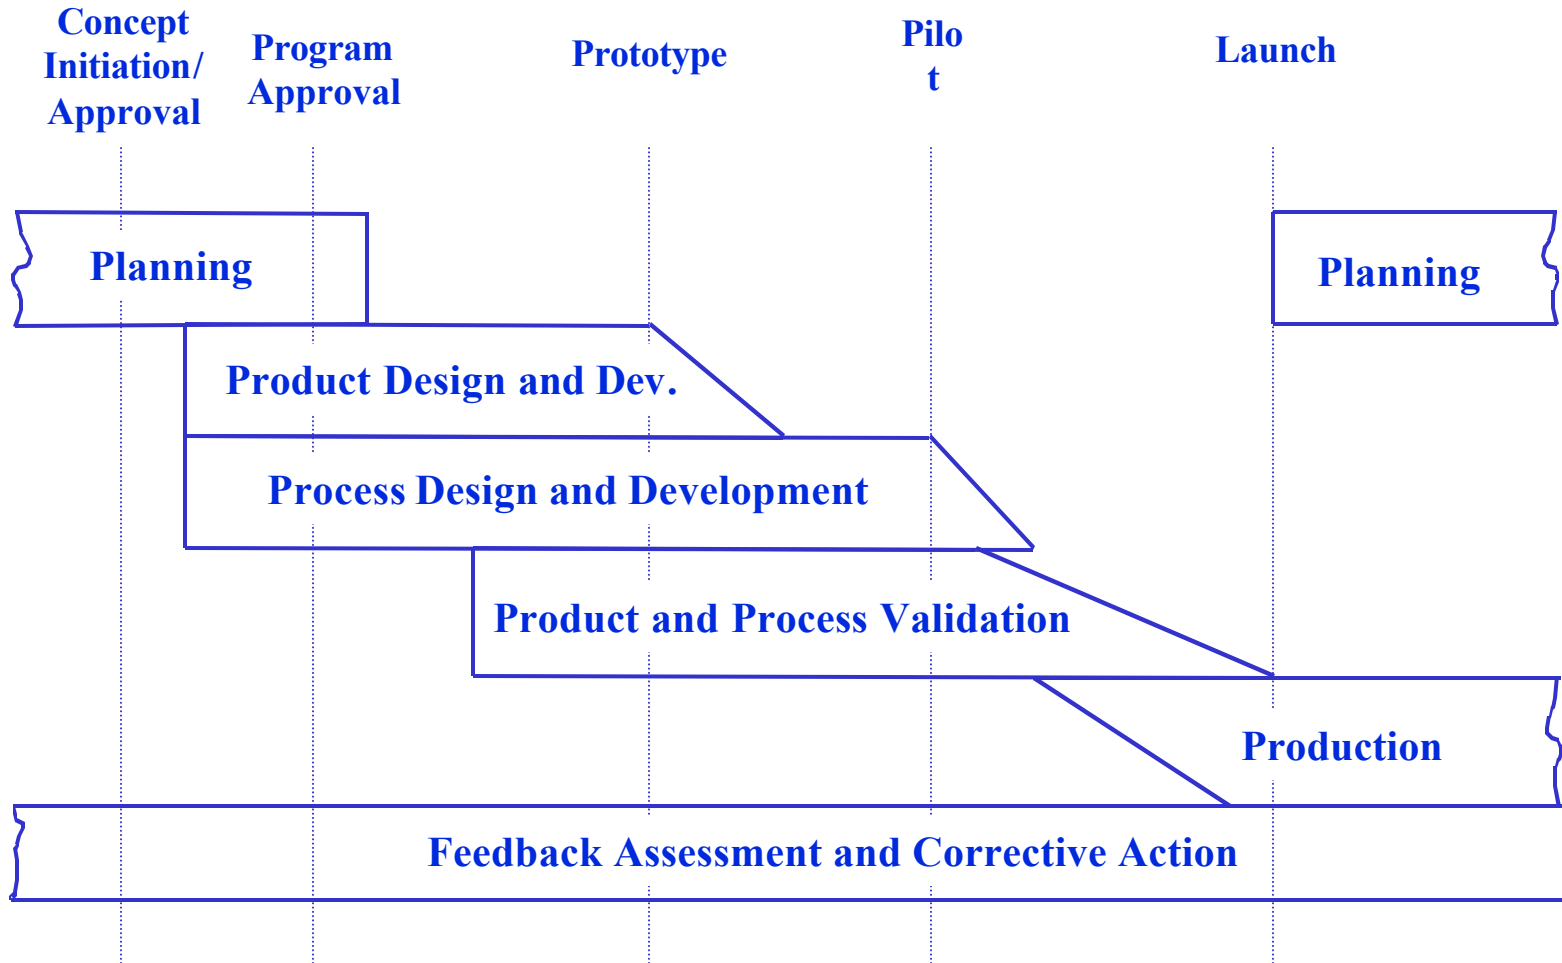 Concept
Initiation/
Approval
Program
Approval
Prototype
Pilo
t
Launch
Planning
Planning
Product Design and Dev.
Process Design and Development
Product and Process Validation
Production
Feedback Assessment and Corrective Action